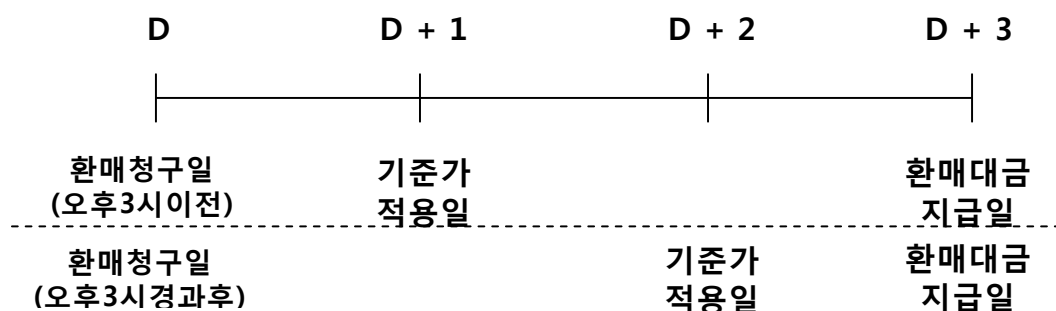 D D + 1 D + 2 D + 3
환매청구일 기준가 환매대금
(오후3시이전) 적용일 지급일
환매청구일 기준가 환매대금
(오후3시경과후) 적용일 지급일